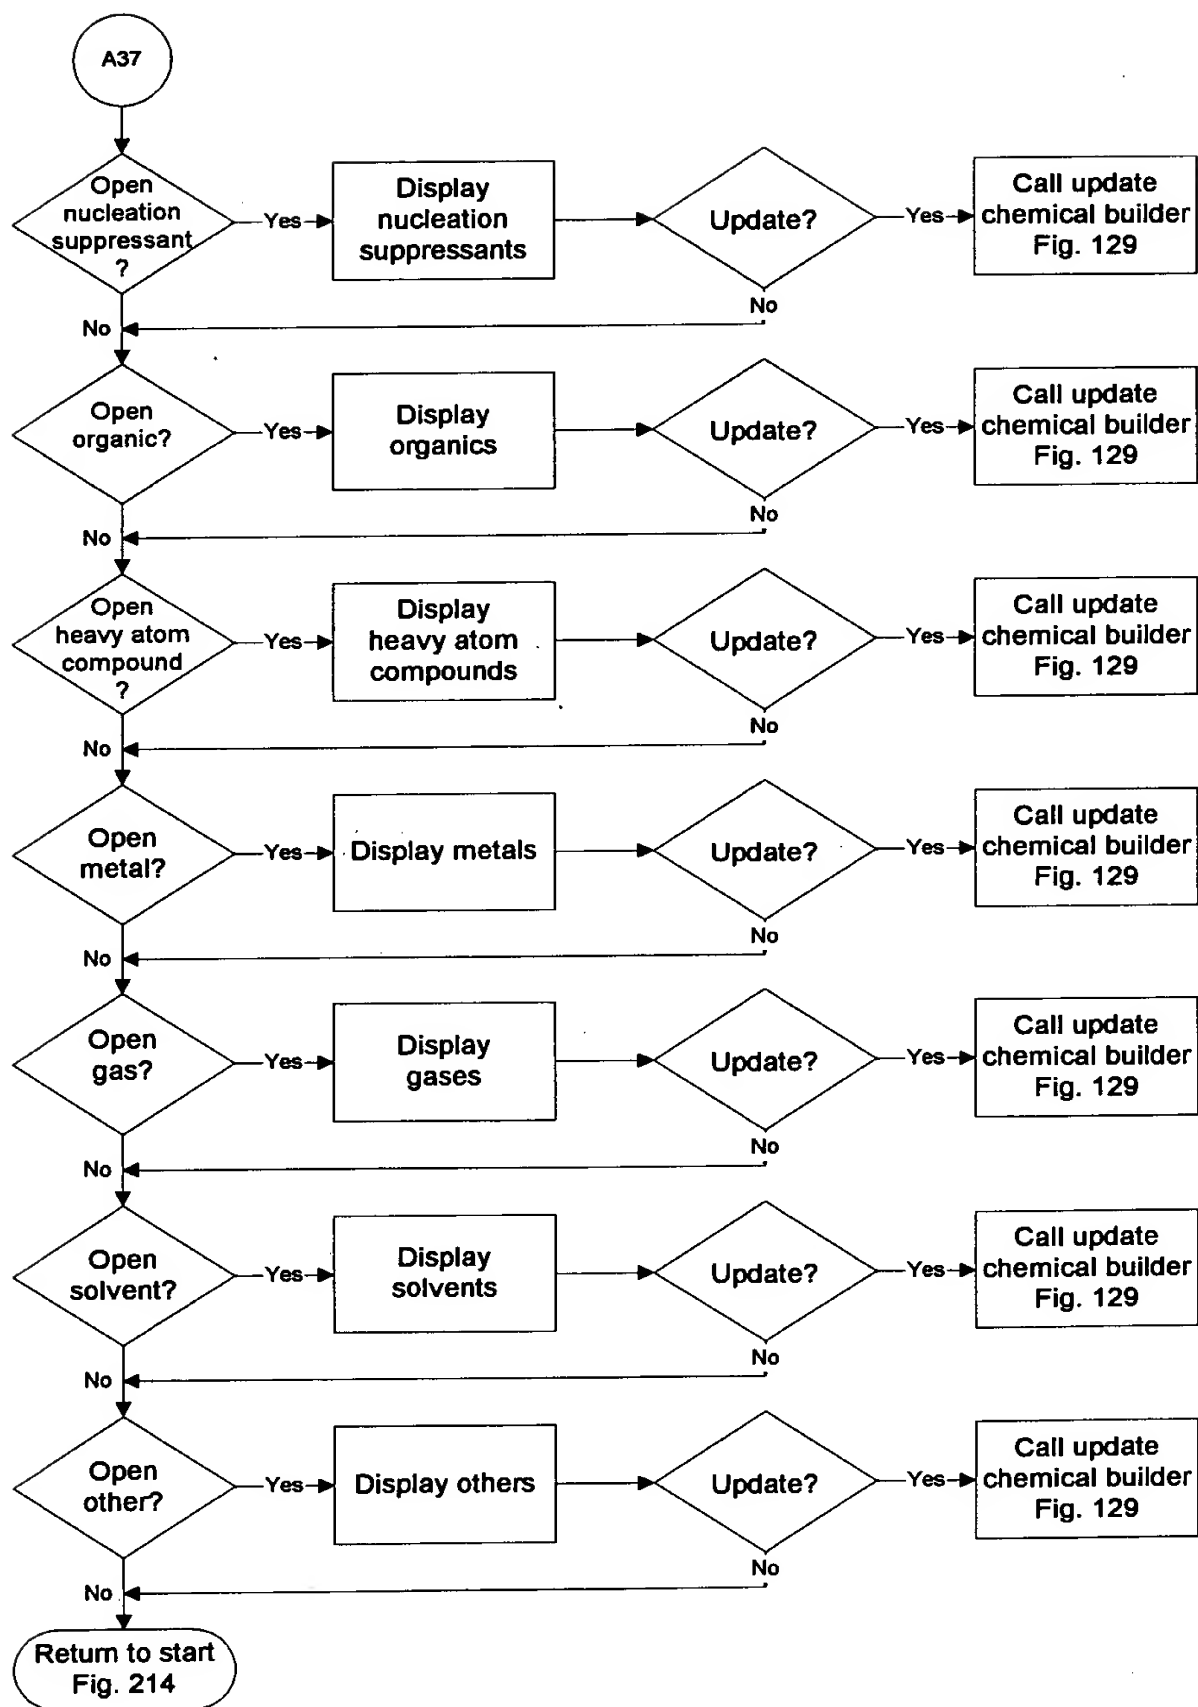 A37
Open
nucleation
suppressant
?
Yes
Display
nucleation
suppressants
Update?
Yes
Call update
chemical builder
Fig. 129
No
No
Open
organic?
Yes
Display
organics
Update?
Yes
Call update
chemical builder
Fig. 129
No
No
Open
heavy atom
compound
?
Yes
Display
heavy atom
compounds
Update?
Yes
Call update
chemical builder
Fig. 129
No
No
Open
metal?
Yes
Display metals
Update?
Yes
Call update
chemical builder
Fig. 129
No
No
Open
gas?
Yes
Display
gases
Update?
Yes
Call update
chemical builder
Fig. 129
No
No
Open
solvent?
Yes
Display
solvents
Update?
Yes
Call update
chemical builder
Fig. 129
No
No
Open
other?
Yes
Display others
Update?
Yes
Call update
chemical builder
Fig. 129
No
No
Return to start
Fig. 214